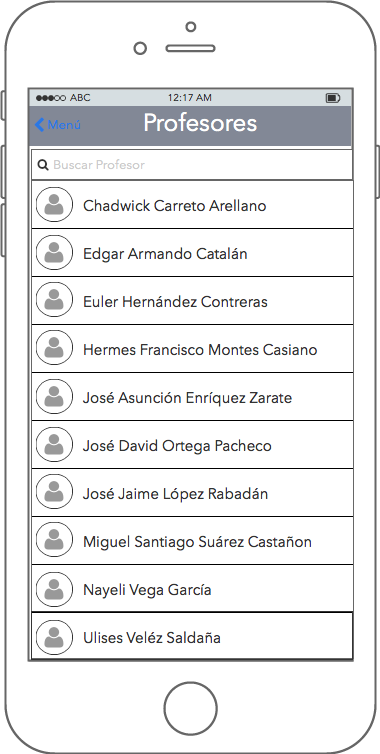 ABC 12:17 AM
Menú Profesores
Buscar Profesor
Chadwick Carreto Arellano
Edgar Armando Catalán
Euler Hernández Contreras
Hermes Francisco Montes Casiano
José Asunción Enríquez Zarate
José David Ortega Pacheco
José Jaime López Rabadán
Miguel Santiago Suárez Castañon
Nayeli Vega García
Ulises Veléz Saldaña